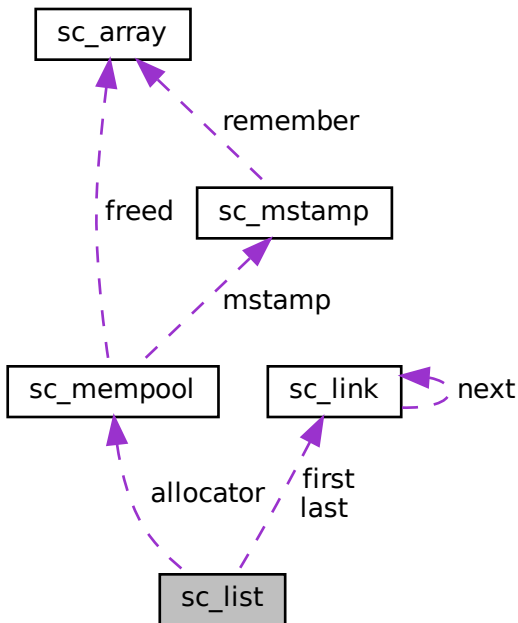 sc_array
remember
sc_mstamp
freed
mstamp
sc_mempool
sc_link
next
allocator
first
last
sc_list